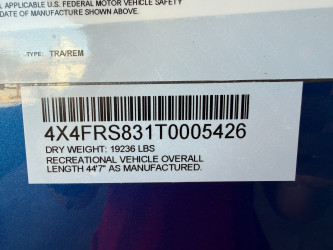 APPLICABLE U.S. FEDERAL MOTOR VEHICLE SAFETY
DATE OF MANUFACTURE SHOWN ABOVE.
TYPE: TRA/REM
4X4FRS831T0005426
DRY WEIGHT: 19236 LBS
RECREATIONAL VEHICLE OVERALL
LENGTH 44'7" AS MANUFACTURED.